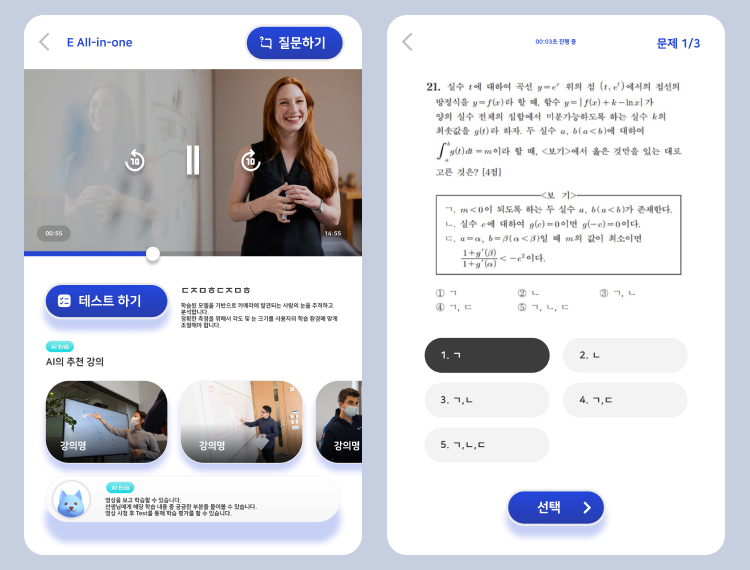 E All-in-one
질문하기
10
10
00:55
14:55
테스트 하기
ㄷㅈㅁㅎㄷㅈㅁㅎ
학습된 모델을 기반으로 카메라에 발견되는 사람의 눈을 추적하고
분석합니다.
정확한 측정을 위해서 각도 및 눈 크기를 사용자의 학습 환경에 맞게
조절해야 합니다.
AI Enb
AI의 추천 강의
강의명
강의명
강의명
AI Enb
영상을 보고 학습할 수 있습니다.
선생님에게 해당 학습 내용 중 궁금한 부분을 물어볼 수 있습니다.
영상 시청 후 Test를 통해 학습 평가를 할 수 있습니다.
00:03초 진행 중
문제 1/3
21. 실수 t에 대하여 곡선 y=e^x 위의 점 (t, e^t)에서의 접선의
방정식을 y=f(x)라 할 때, 함수 y=|f(x)+k-ln x|가
양의 실수 전체의 집합에서 미분가능하도록 하는 실수 k의
최솟값을 g(t)라 하자. 두 실수 a, b(a<b)에 대하여
∫_a^b g(t)dt=m이라 할 때, <보기>에서 옳은 것만을 있는 대로
고른 것은? [4점]
<보 기>
ㄱ. m<0이 되도록 하는 두 실수 a, b(a<b)가 존재한다.
ㄴ. 실수 c에 대하여 g(c)=0이면 g(-c)=0이다.
ㄷ. a=α, b=β(α<β)일 때 m의 값이 최소이면
(1+g'(β))/(1+g'(α)) < -e^2이다.
① ㄱ ② ㄴ ③ ㄱ, ㄴ
④ ㄱ, ㄷ ⑤ ㄱ, ㄴ, ㄷ
1. ㄱ
2. ㄴ
3. ㄱ,ㄴ
4. ㄱ,ㄷ
5. ㄱ,ㄴ,ㄷ
선택